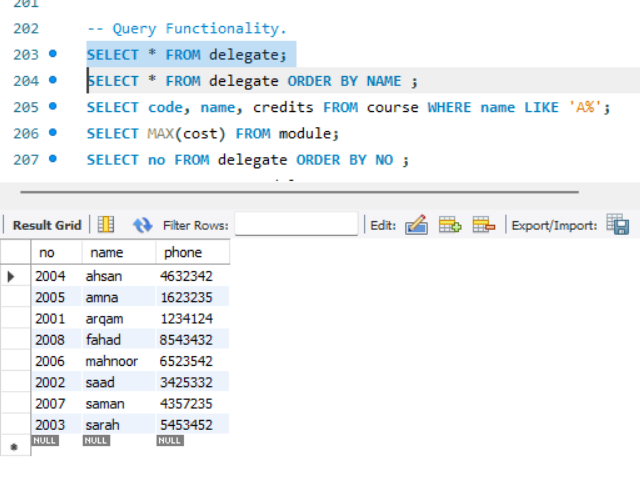 201
202 -- Query Functionality.
203 SELECT * FROM delegate;
204 SELECT * FROM delegate ORDER BY NAME ;
205 SELECT code, name, credits FROM course WHERE name LIKE 'A%';
206 SELECT MAX(cost) FROM module;
207 SELECT no FROM delegate ORDER BY NO ;
Result Grid Filter Rows: Edit: Export/Import:
no name phone
2004 ahsan 4632342
2005 amna 1623235
2001 arqam 1234124
2008 fahad 8543432
2006 mahnoor 6523542
2002 saad 3425332
2007 saman 4357235
2003 sarah 5453452
NULL NULL NULL